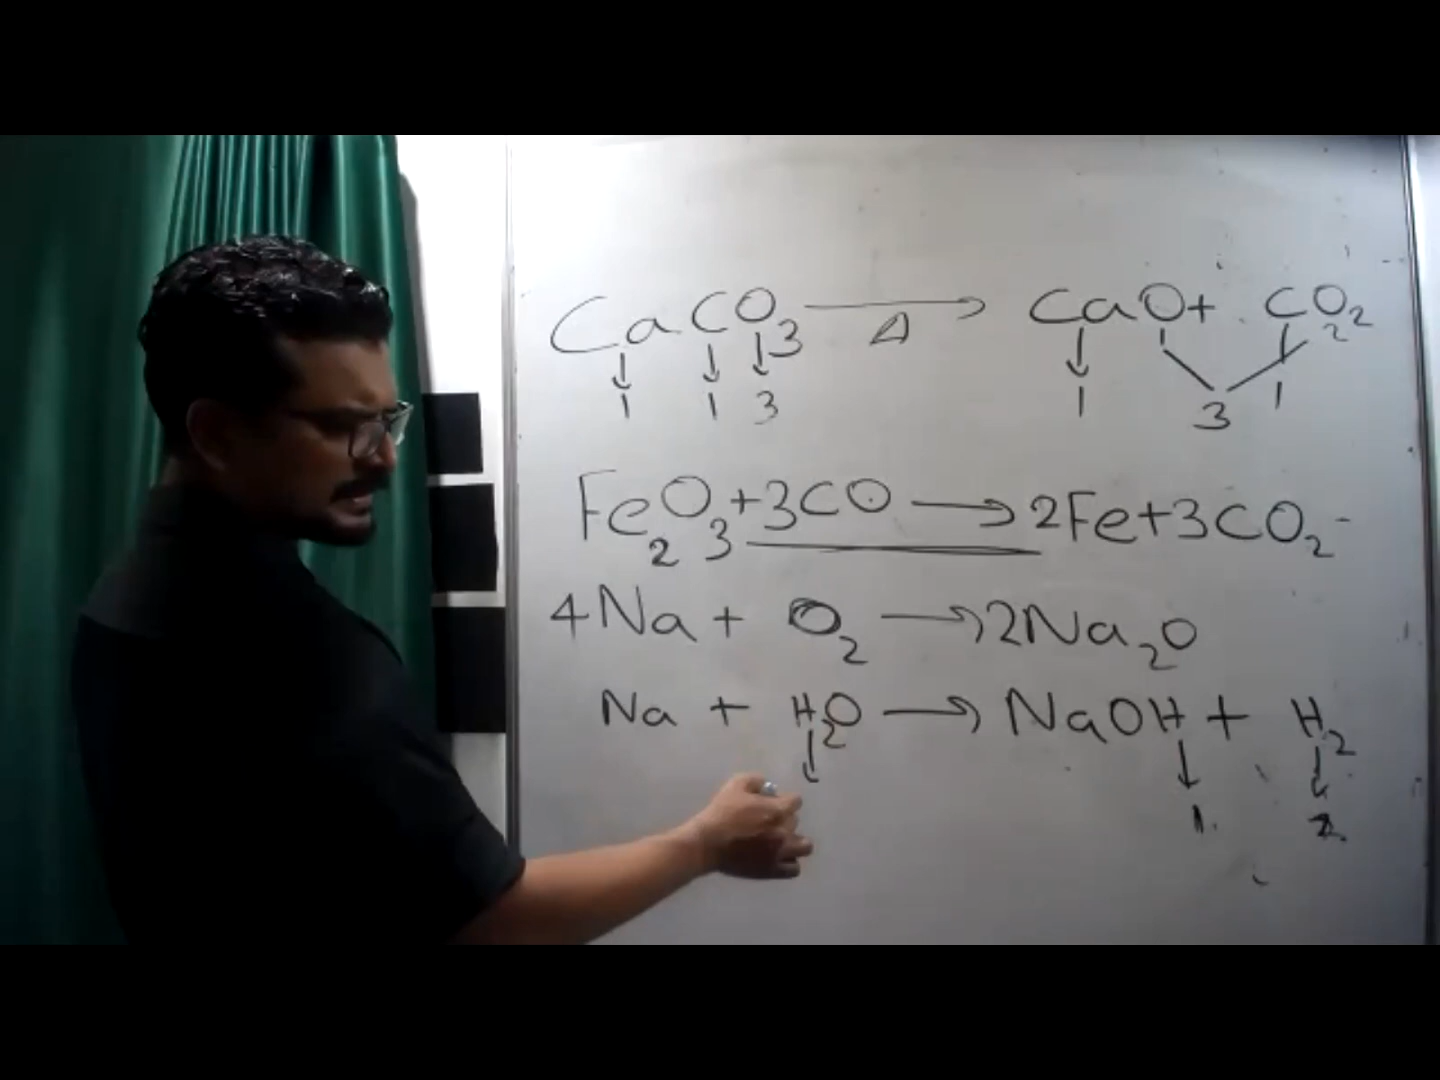 CaCO3 ⟶ CaO + CO2
Δ
2
1 1 3 1 3 1
Fe2O3 + 3CO ⟶ 2Fe + 3CO2
4Na + O2 ⟶ 2Na2O
Na + H2O ⟶ NaOH + H2
1 2